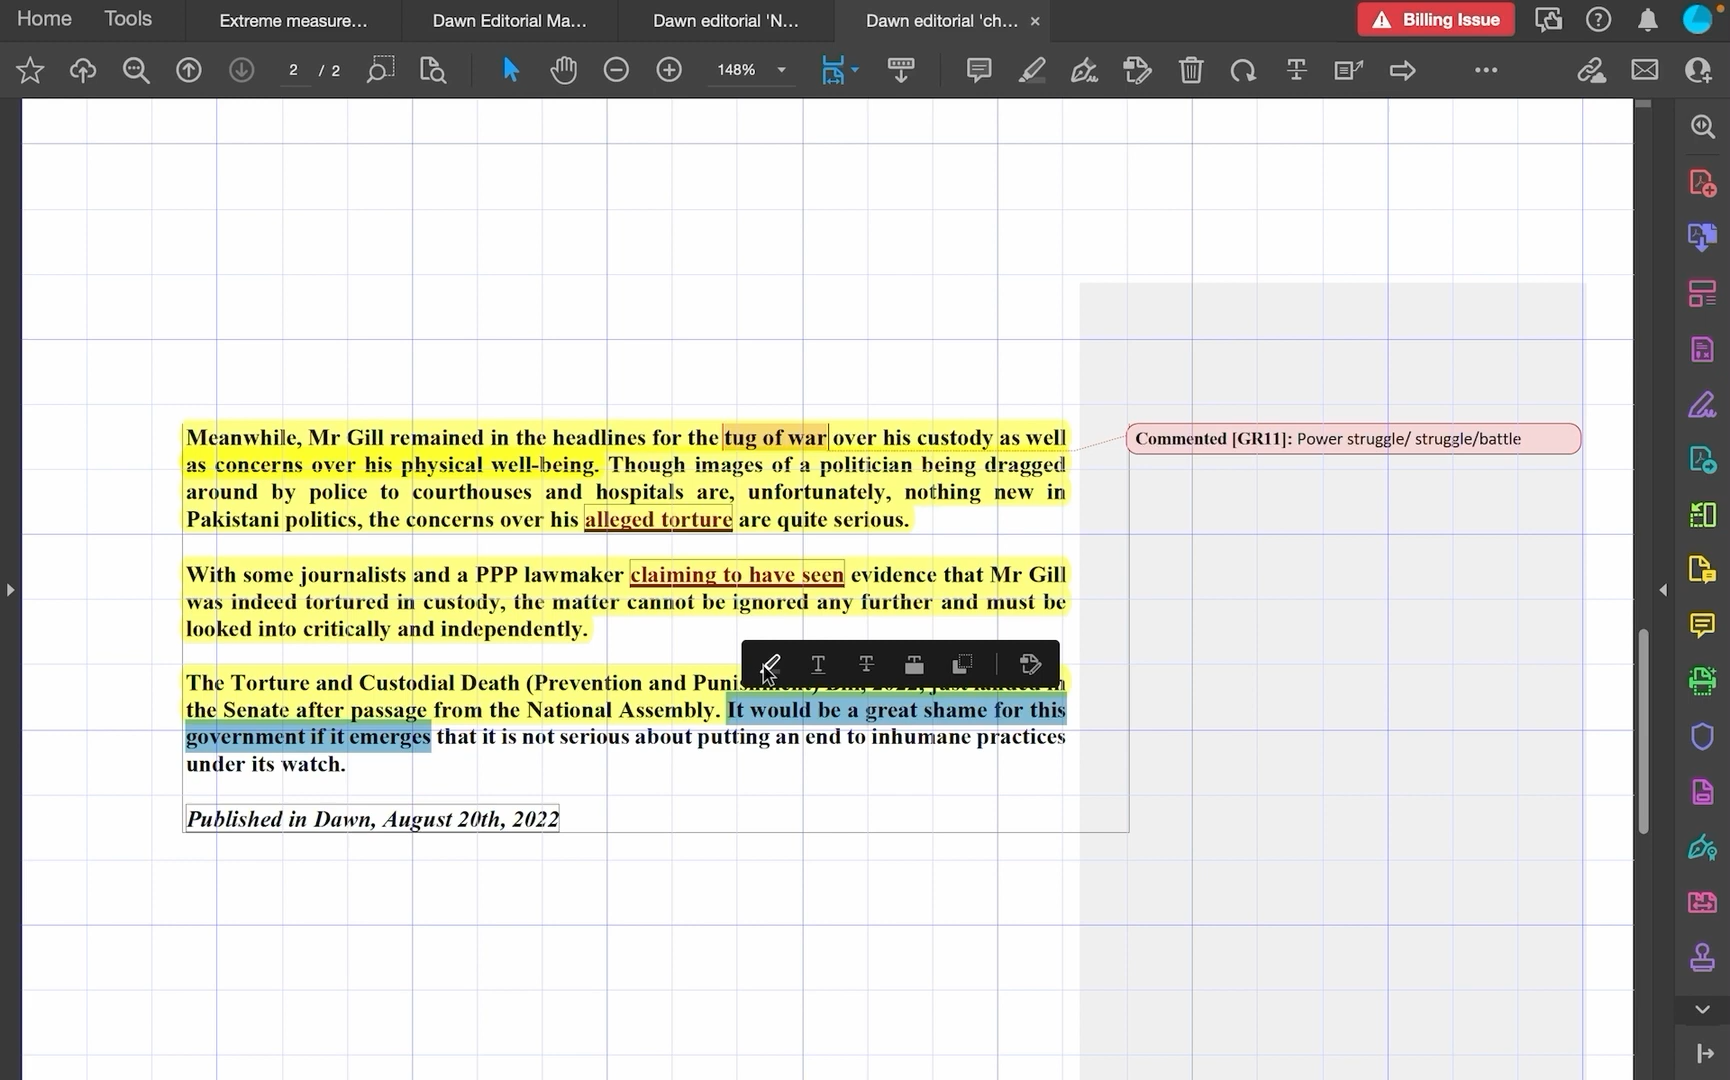 Home Tools Extreme measure... Dawn Editorial Ma... Dawn editorial 'N... Dawn editorial 'ch... × Billing Issue
2 / 2 148%
Meanwhile, Mr Gill remained in the headlines for the tug of war over his custody as well
Commented [GR11]: Power struggle/ struggle/battle
as concerns over his physical well-being. Though images of a politician being dragged
around by police to courthouses and hospitals are, unfortunately, nothing new in
Pakistani politics, the concerns over his alleged torture are quite serious.
With some journalists and a PPP lawmaker claiming to have seen evidence that Mr Gill
was indeed tortured in custody, the matter cannot be ignored any further and must be
looked into critically and independently.
The Torture and Custodial Death (Prevention and
the Senate after passage from the National Assembly. It would be a great shame for this
government if it emerges that it is not serious about putting an end to inhumane practices
under its watch.
Published in Dawn, August 20th, 2022